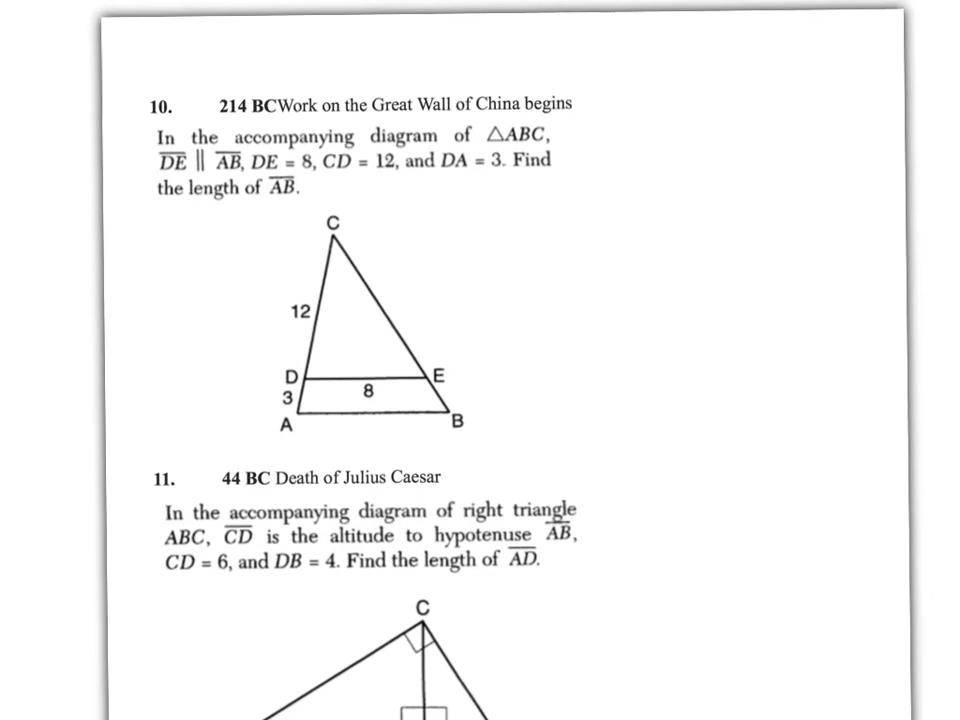 10. 214 BCWork on the Great Wall of China begins
In the accompanying diagram of △ABC,
DE || AB, DE = 8, CD = 12, and DA = 3. Find
the length of AB.
C
12
D
E
3
8
A
B
11. 44 BC Death of Julius Caesar
In the accompanying diagram of right triangle
ABC, CD is the altitude to hypotenuse AB,
CD = 6, and DB = 4. Find the length of AD.
C